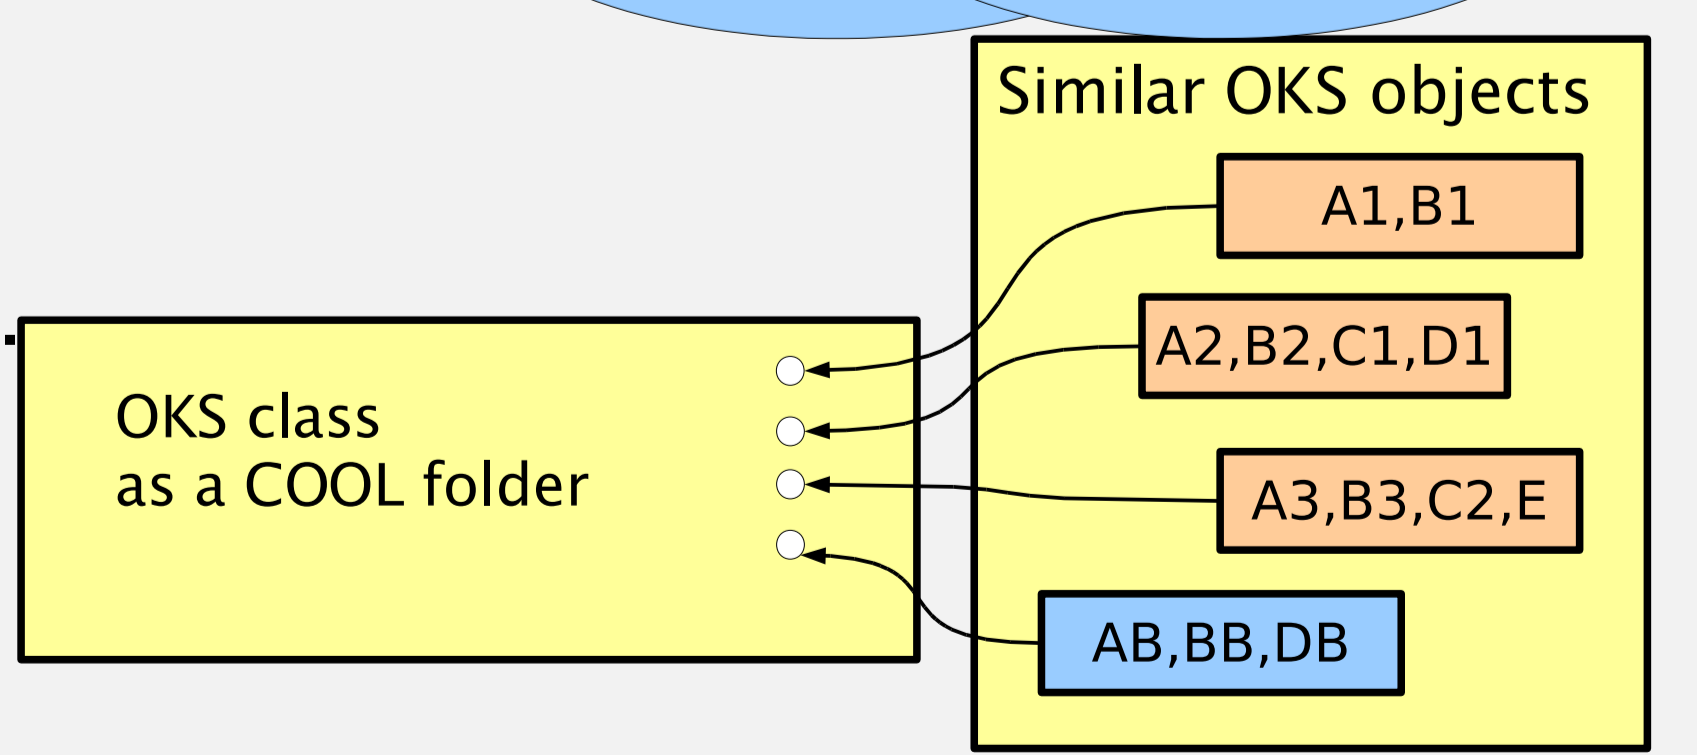 Similar OKS objects
A1,B1
A2,B2,C1,D1
OKS class
as a COOL folder
A3,B3,C2,E
AB,BB,DB